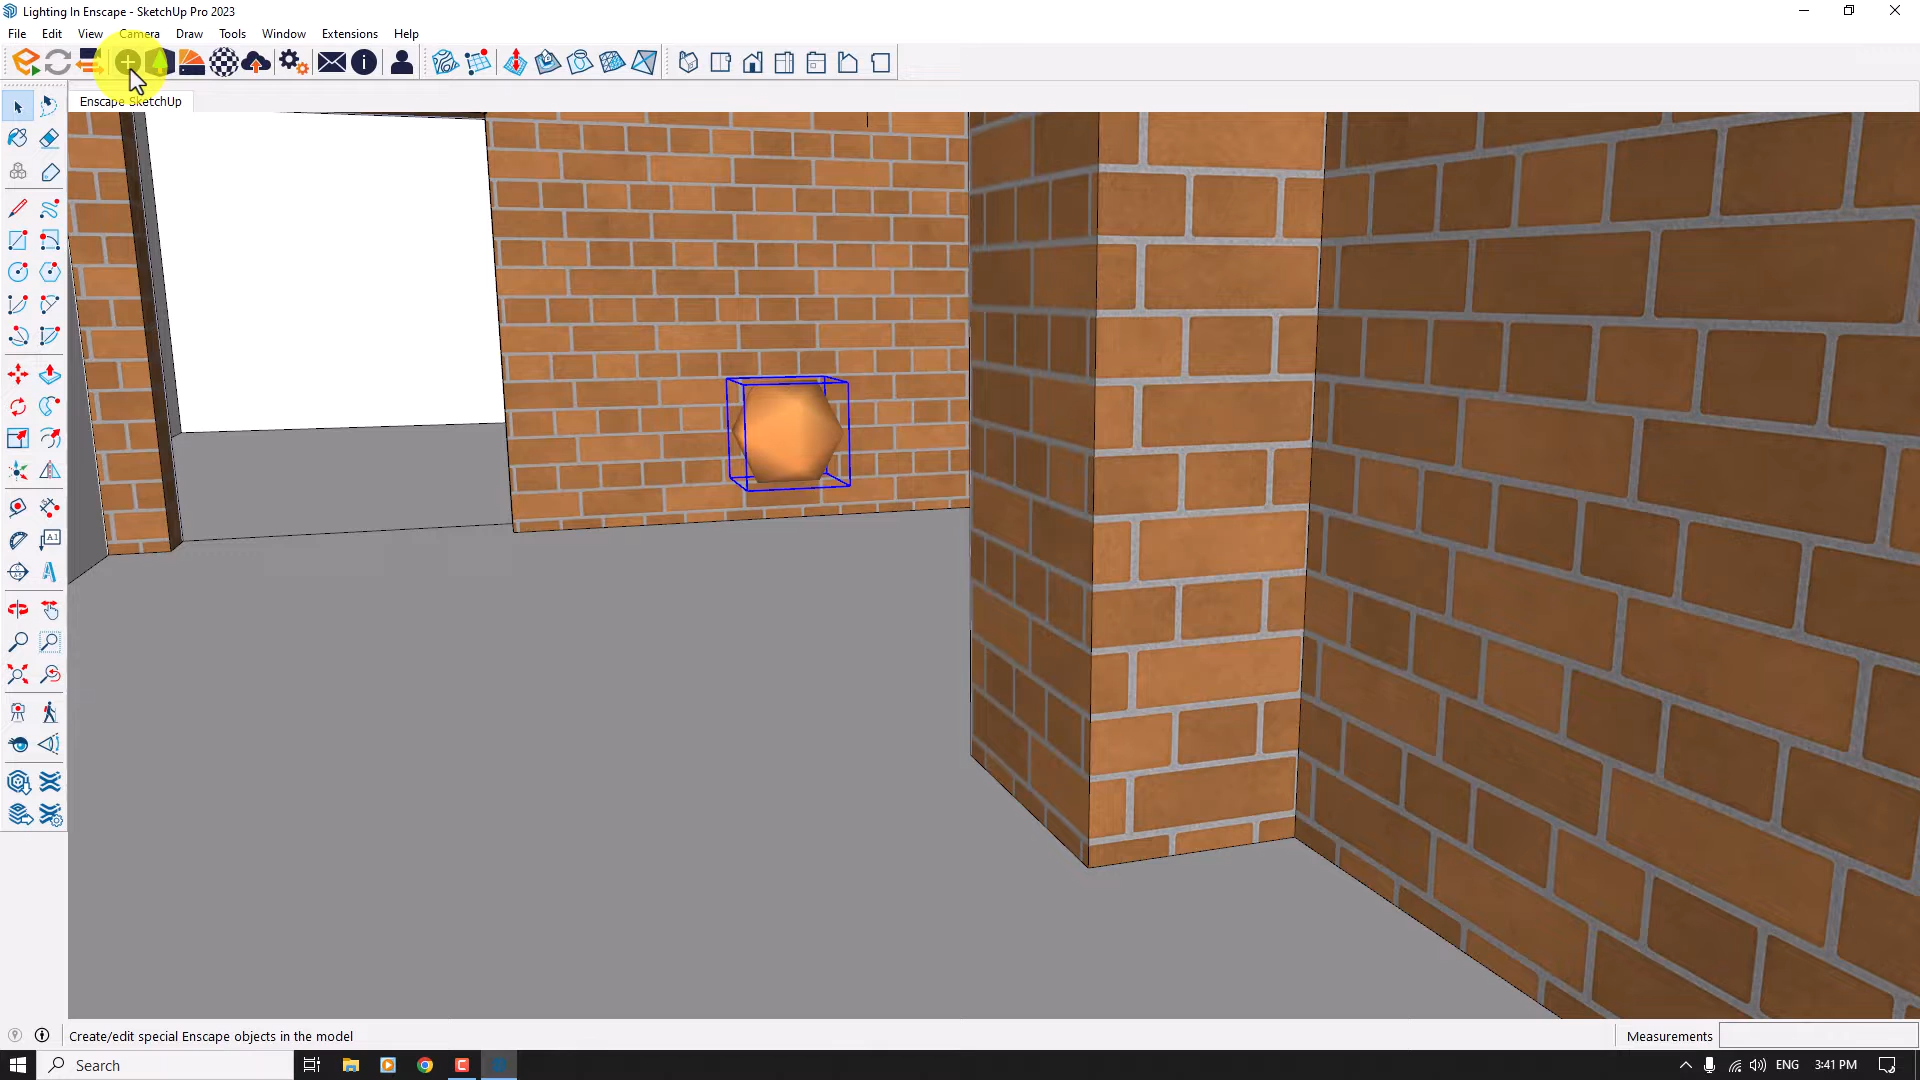 Lighting In Enscape - SketchUp Pro 2023
File Edit View Camera Draw Tools Window Extensions Help
Enscape SketchUp
A1
Create/edit special Enscape objects in the model
Measurements
Search
ENG
3:41 PM